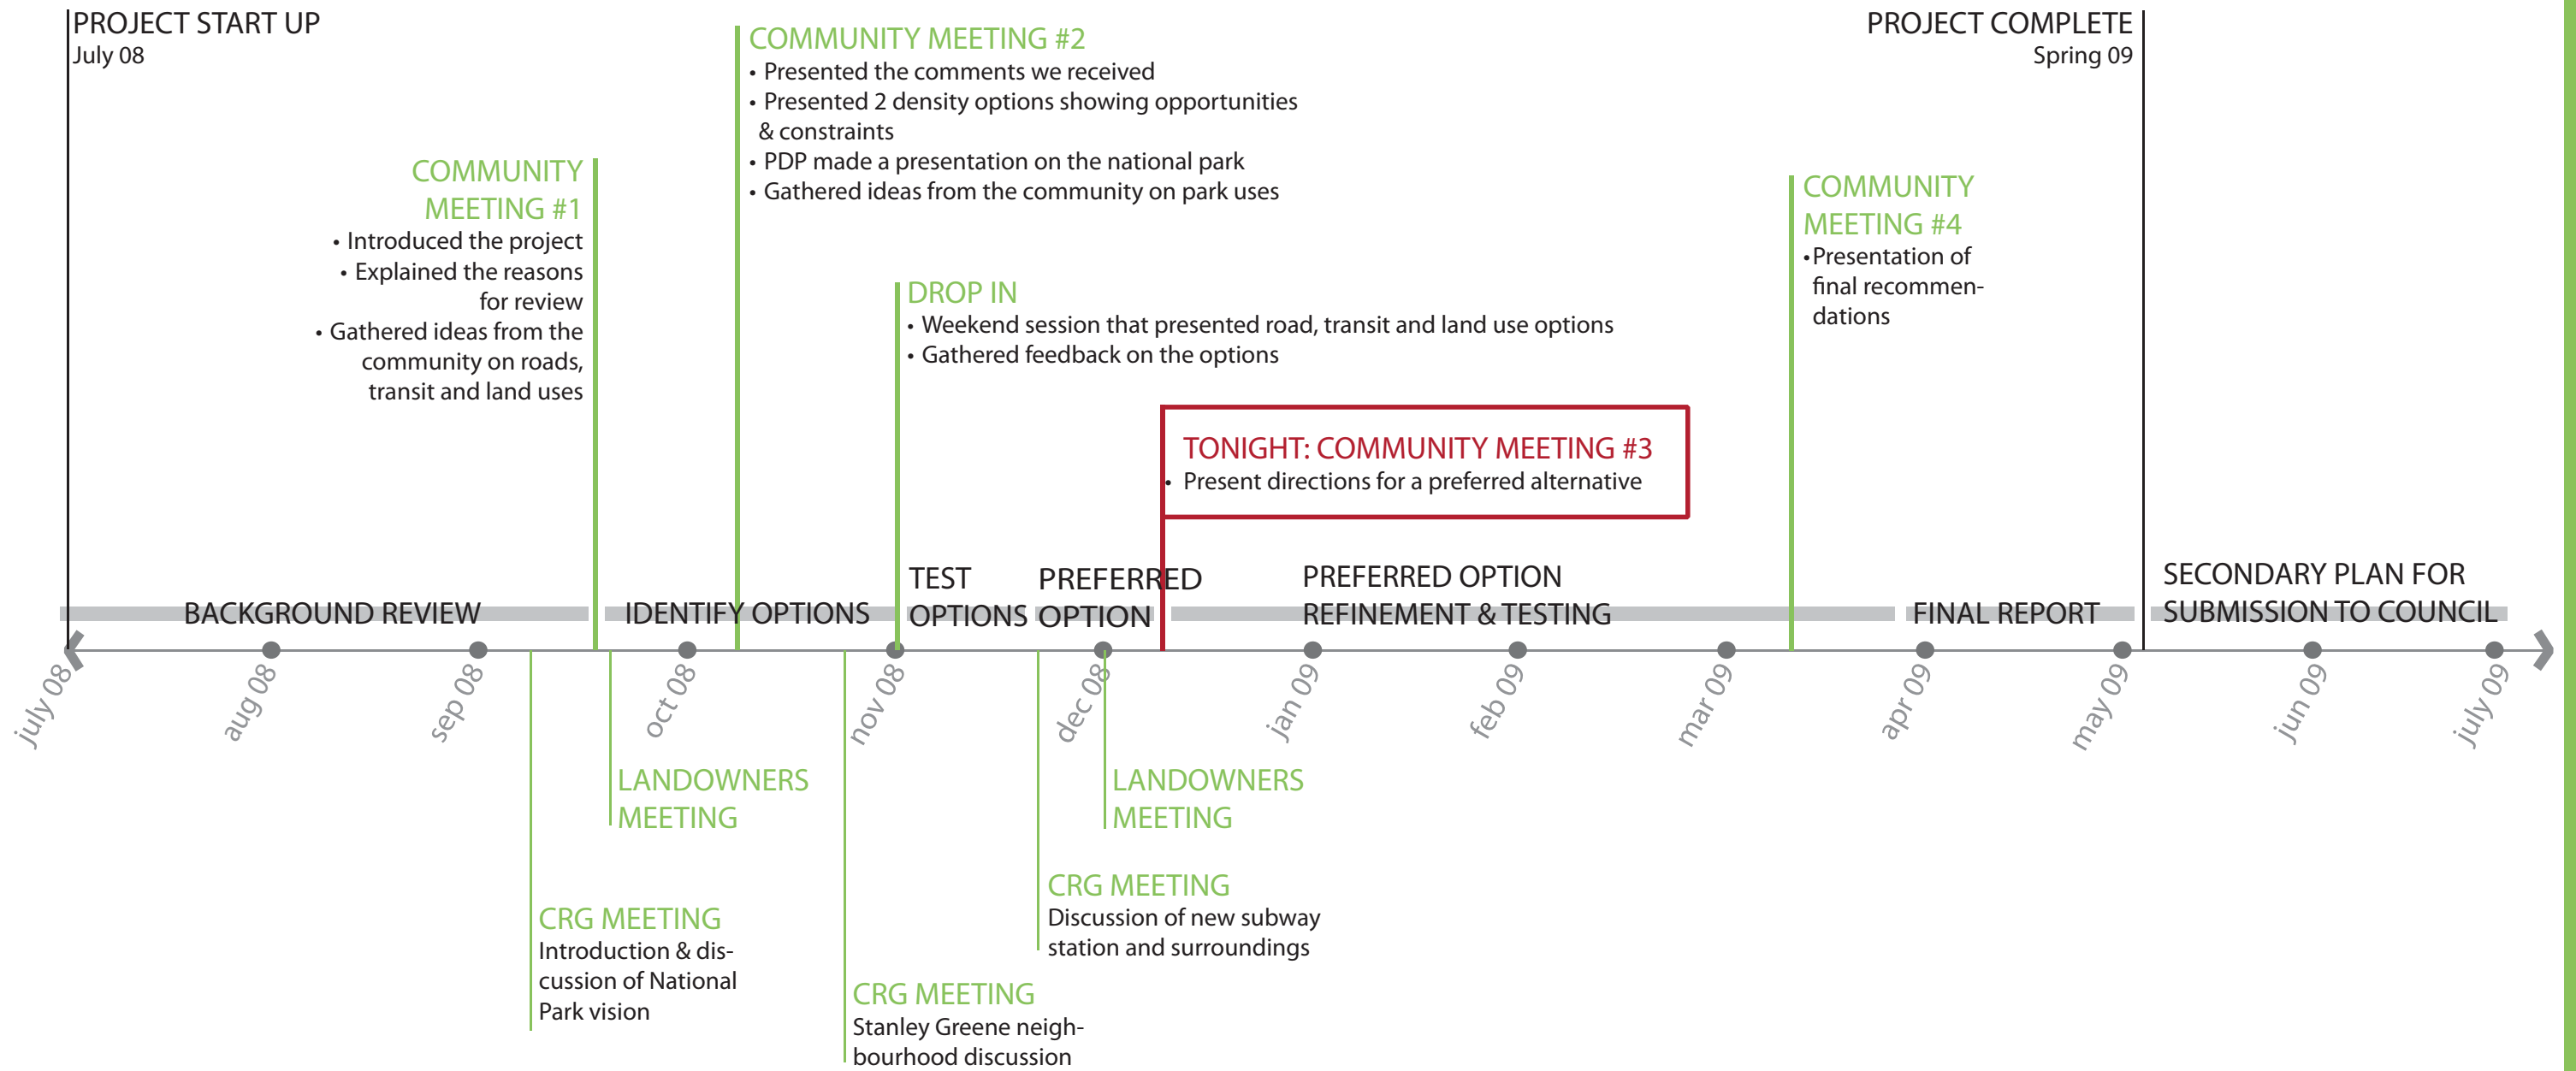 PROJECT START UP
July 08
COMMUNITY
MEETING #1
• Introduced the project
• Explained the reasons
for review
• Gathered ideas from the
community on roads,
transit and land uses
COMMUNITY MEETING #2
• Presented the comments we received
• Presented 2 density options showing opportunities
& constraints
• PDP made a presentation on the national park
• Gathered ideas from the community on park uses
DROP IN
• Weekend session that presented road, transit and land use options
• Gathered feedback on the options
TONIGHT: COMMUNITY MEETING #3
• Present directions for a preferred alternative
COMMUNITY
MEETING #4
• Presentation of
final recommen-
dations
PROJECT COMPLETE
Spring 09
BACKGROUND REVIEW
IDENTIFY OPTIONS
TEST
OPTIONS
PREFERRED
OPTION
PREFERRED OPTION
REFINEMENT & TESTING
FINAL REPORT
SECONDARY PLAN FOR
SUBMISSION TO COUNCIL
july 08
aug 08
sep 08
oct 08
nov 08
dec 08
jan 09
feb 09
mar 09
apr 09
may 09
jun 09
july 09
LANDOWNERS
MEETING
LANDOWNERS
MEETING
CRG MEETING
Introduction & dis-
cussion of National
Park vision
CRG MEETING
Stanley Greene neigh-
bourhood discussion
CRG MEETING
Discussion of new subway
station and surroundings